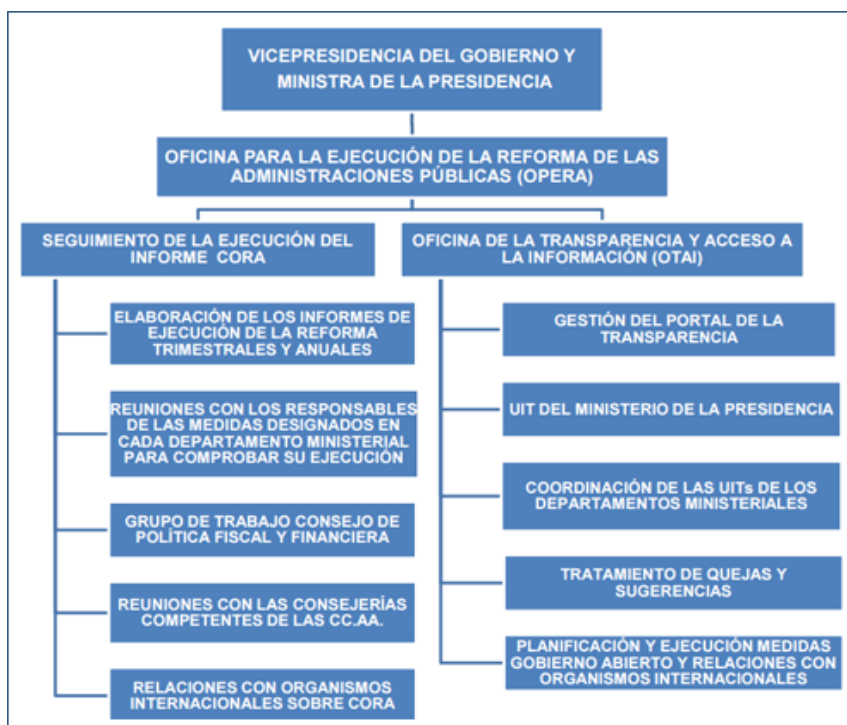 VICEPRESIDENCIA DEL GOBIERNO Y
MINISTRA DE LA PRESIDENCIA
OFICINA PARA LA EJECUCIÓN DE LA REFORMA DE LAS
ADMINISTRACIONES PÚBLICAS (OPERA)
SEGUIMIENTO DE LA EJECUCIÓN DEL
INFORME CORA
ELABORACIÓN DE LOS INFORMES DE
EJECUCIÓN DE LA REFORMA
TRIMESTRALES Y ANUALES
REUNIONES CON LOS RESPONSABLES
DE LAS MEDIDAS DESIGNADOS EN
CADA DEPARTAMENTO MINISTERIAL
PARA COMPROBAR SU EJECUCIÓN
GRUPO DE TRABAJO CONSEJO DE
POLÍTICA FISCAL Y FINANCIERA
REUNIONES CON LAS CONSEJERÍAS
COMPETENTES DE LAS CC.AA.
RELACIONES CON ORGANISMOS
INTERNACIONALES SOBRE CORA
OFICINA DE LA TRANSPARENCIA Y ACCESO A
LA INFORMACIÓN (OTAI)
GESTIÓN DEL PORTAL DE LA
TRANSPARENCIA
UIT DEL MINISTERIO DE LA PRESIDENCIA
COORDINACIÓN DE LAS UITs DE LOS
DEPARTAMENTOS MINISTERIALES
TRATAMIENTO DE QUEJAS Y
SUGERENCIAS
PLANIFICACIÓN Y EJECUCIÓN MEDIDAS
GOBIERNO ABIERTO Y RELACIONES CON
ORGANISMOS INTERNACIONALES